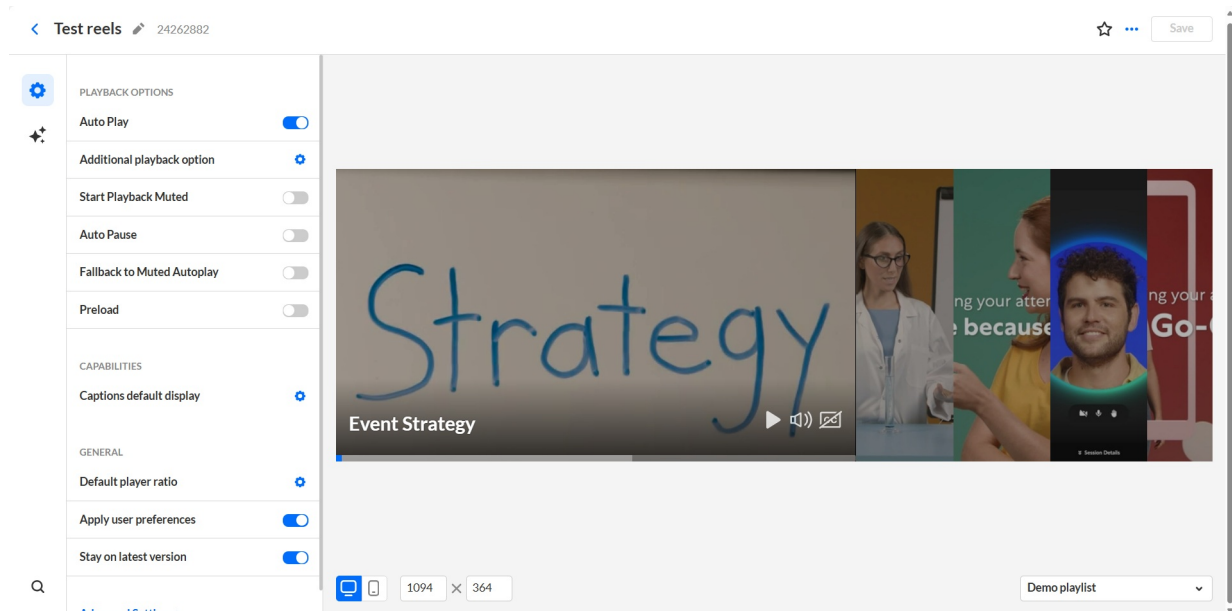 Test reels
24262882
Save
PLAYBACK OPTIONS
Auto Play
Additional playback option
Start Playback Muted
Auto Pause
Fallback to Muted Autoplay
Preload
CAPABILITIES
Captions default display
GENERAL
Default player ratio
Apply user preferences
Stay on latest version
Strategy
Event Strategy
ng your atter
because
ng your a
Go-
Session Details
1094 × 364
Demo playlist